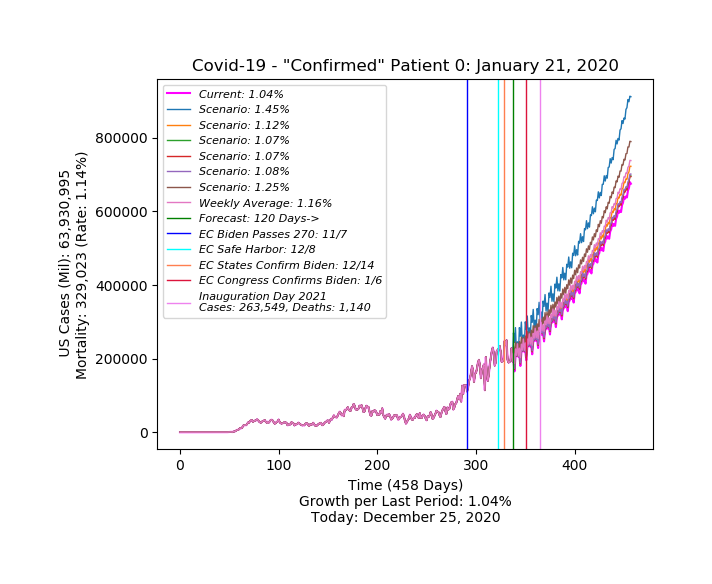 Covid-19 - "Confirmed" Patient 0: January 21, 2020
Current: 1.04%
Scenario: 1.45%
Scenario: 1.12%
Scenario: 1.07%
Scenario: 1.07%
Scenario: 1.08%
Scenario: 1.25%
Weekly Average: 1.16%
Forecast: 120 Days->
EC Biden Passes 270: 11/7
EC Safe Harbor: 12/8
EC States Confirm Biden: 12/14
EC Congress Confirms Biden: 1/6
Inauguration Day 2021
Cases: 263,549, Deaths: 1,140
US Cases (Mil): 63,930,995
Mortality: 329,023 (Rate: 1.14%)
800000
600000
400000
200000
0
0 100 200 300 400
Time (458 Days)
Growth per Last Period: 1.04%
Today: December 25, 2020